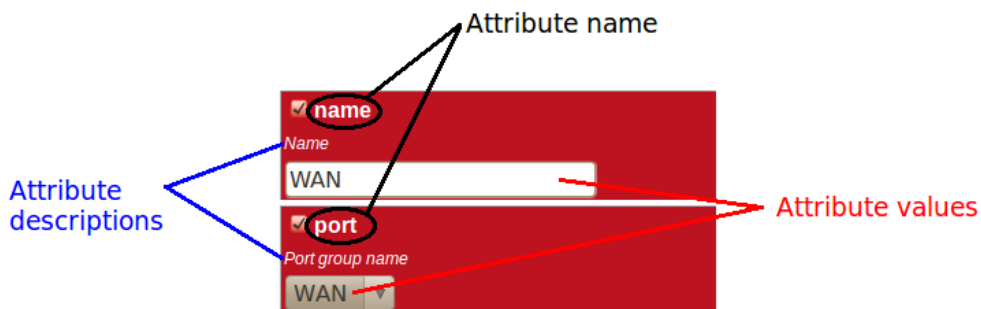 Attribute name
name
Name
WAN
Attribute
descriptions
Attribute values
port
Port group name
WAN